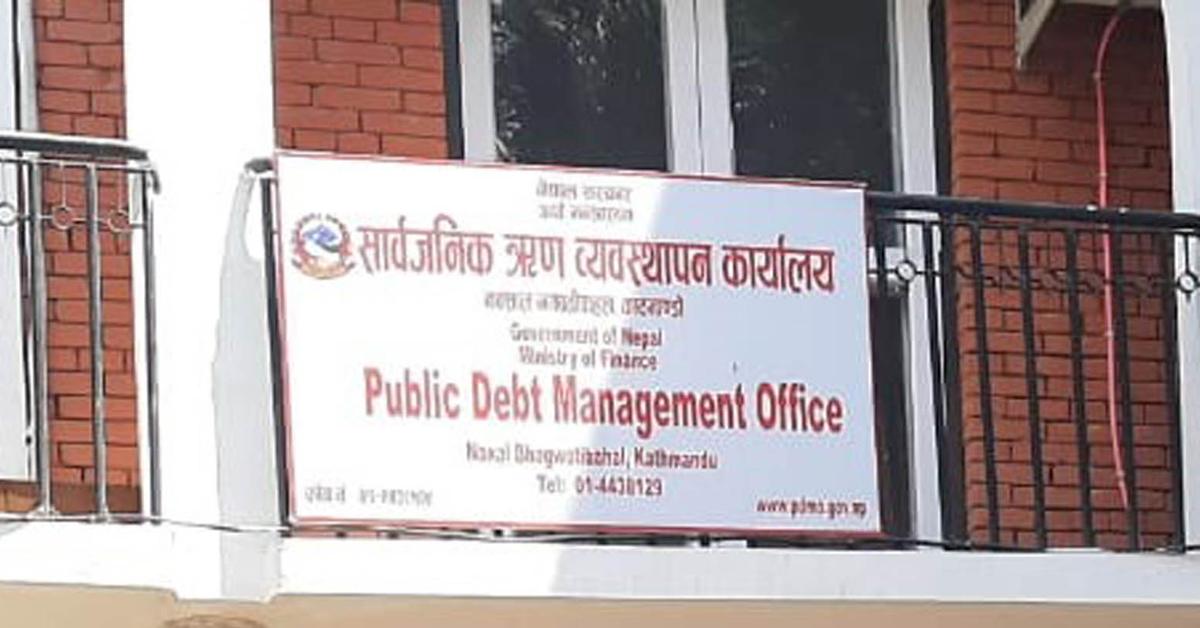 नेपाल सरकार
अर्थ मन्त्रालय
सार्वजनिक ऋण व्यवस्थापन कार्यालय
काठमाण्डौ
Government of Nepal
Ministry of Finance
Public Debt Management Office
Naxal Bhagwatibahal, Kathmandu
Tel: 01-4438129
www.pdmo.gov.np